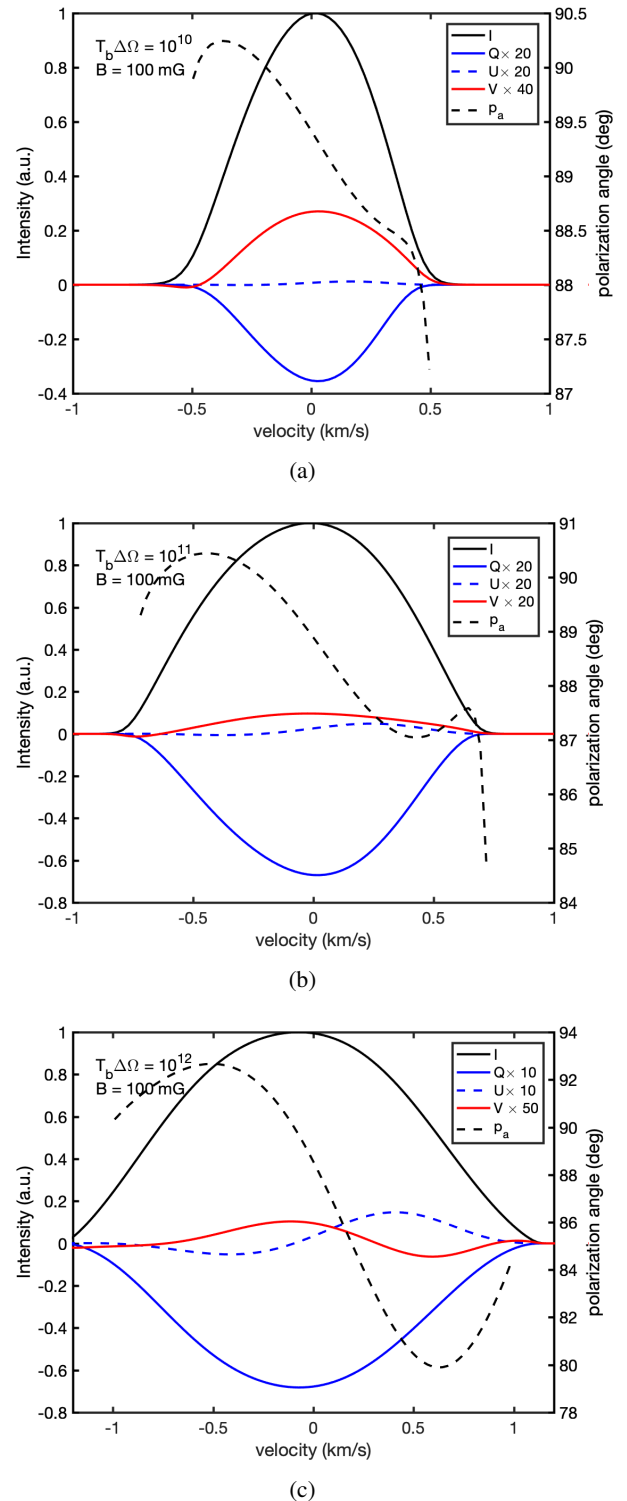 90.5
1
T_bΔΩ = 10^10
B = 100 mG
I
Q× 20
U× 20
V × 40
p_a
0.8
90
0.6
89.5
0.4
89
0.2
88.5
0
88
-0.2
87.5
-0.4
87
-1
-0.5
0
0.5
1
Intensity (a.u.)
polarization angle (deg)
velocity (km/s)
(a)
1
91
T_bΔΩ = 10^11
B = 100 mG
I
Q× 20
U× 20
V × 20
p_a
0.8
90
0.6
89
0.4
0.2
88
0
87
-0.2
86
-0.4
85
-0.6
-0.8
84
-1
-0.5
0
0.5
1
Intensity (a.u.)
polarization angle (deg)
velocity (km/s)
(b)
1
94
T_bΔΩ = 10^12
B = 100 mG
I
Q× 10
U× 10
V × 50
p_a
0.8
92
0.6
90
0.4
88
0.2
86
0
84
-0.2
-0.4
82
-0.6
80
-0.8
78
-1
0
1
Intensity (a.u.)
polarization angle (deg)
velocity (km/s)
(c)